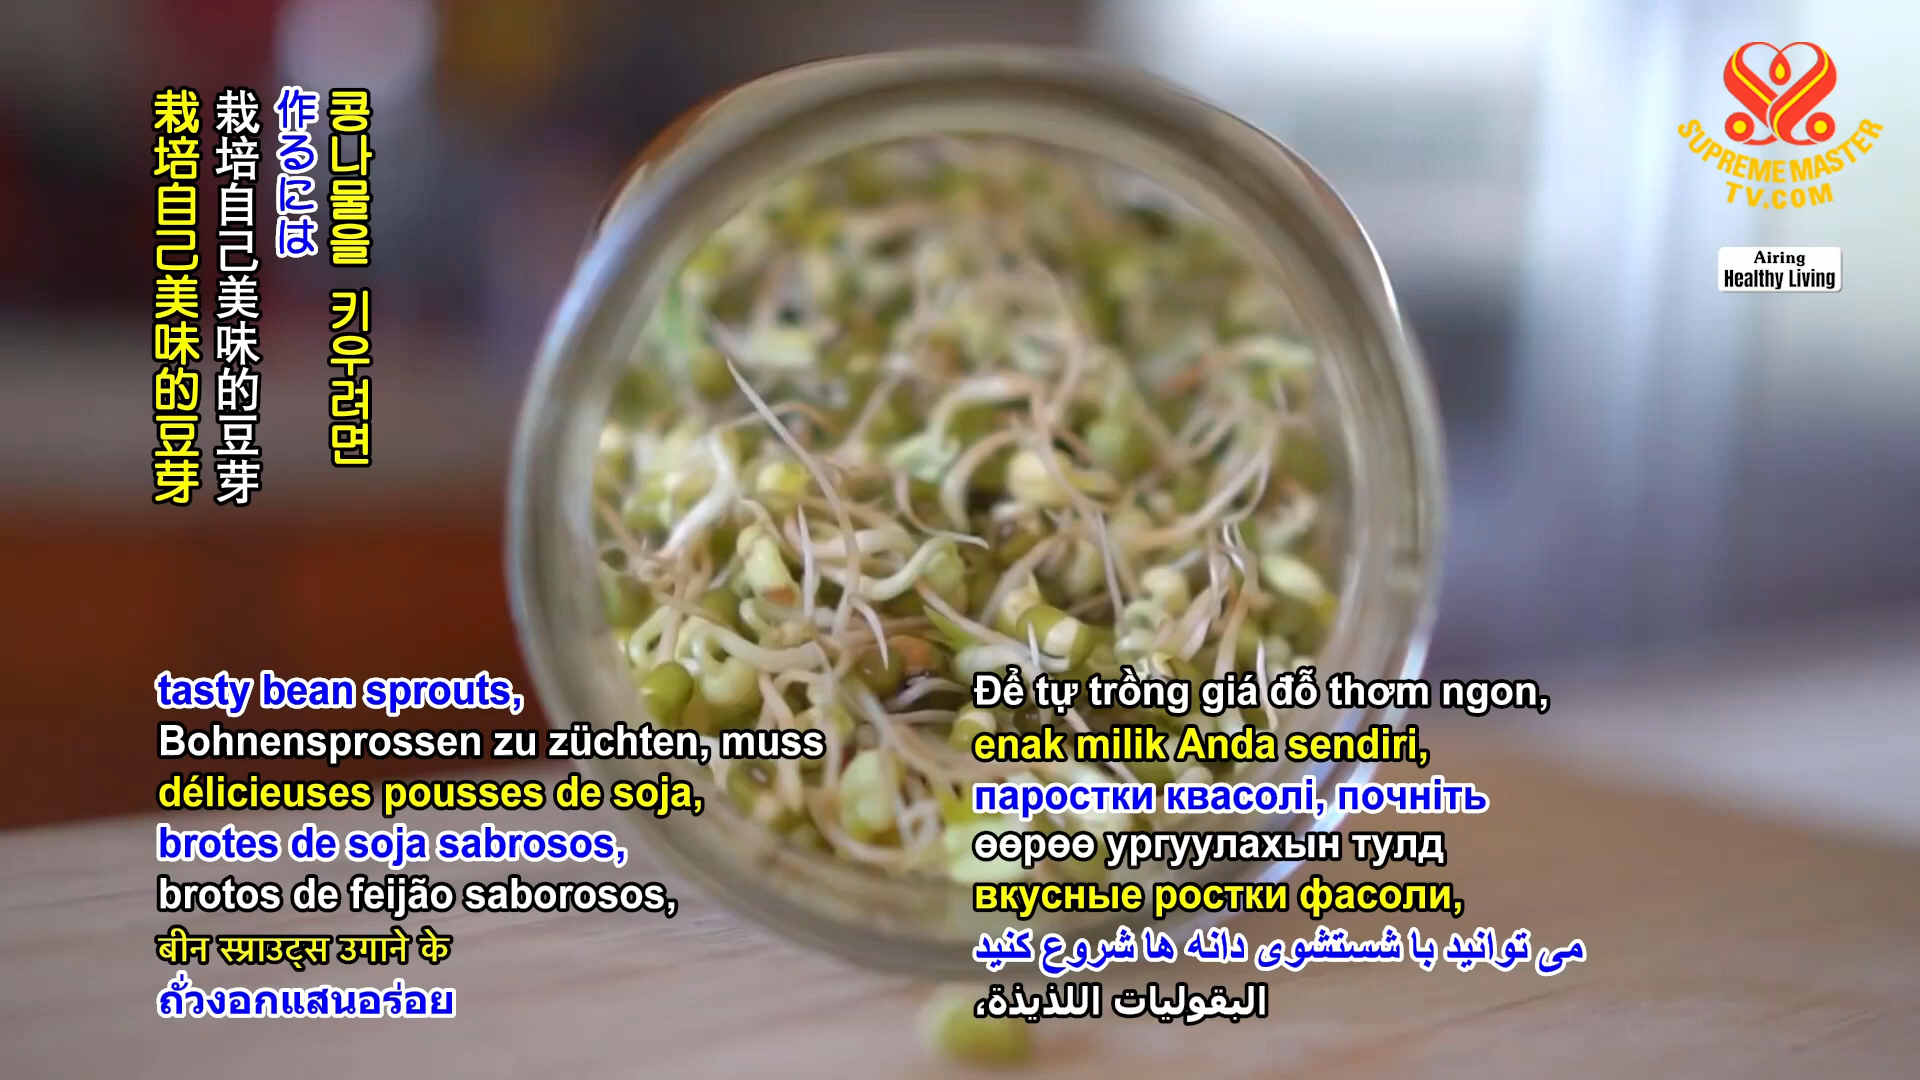 栽培自己美味的豆芽
栽培自己美味的豆芽
作るには
콩나물을 키우려면
SUPREME MASTER
TV.COM
Airing
Healthy Living
tasty bean sprouts,
Bohnensprossen zu züchten, muss
délicieuses pousses de soja,
brotes de soja sabrosos,
brotos de feijão saborosos,
बीन स्प्राउट्स उगाने के
ถั่วงอกแสนอร่อย
Để tự trồng giá đỗ thơm ngon,
enak milik Anda sendiri,
паростки квасолі, почніть
өөрөө ургуулахын тулд
вкусные ростки фасоли,
می توانید با شستشوی دانه ها شروع کنید
البقوليات اللذيذة،